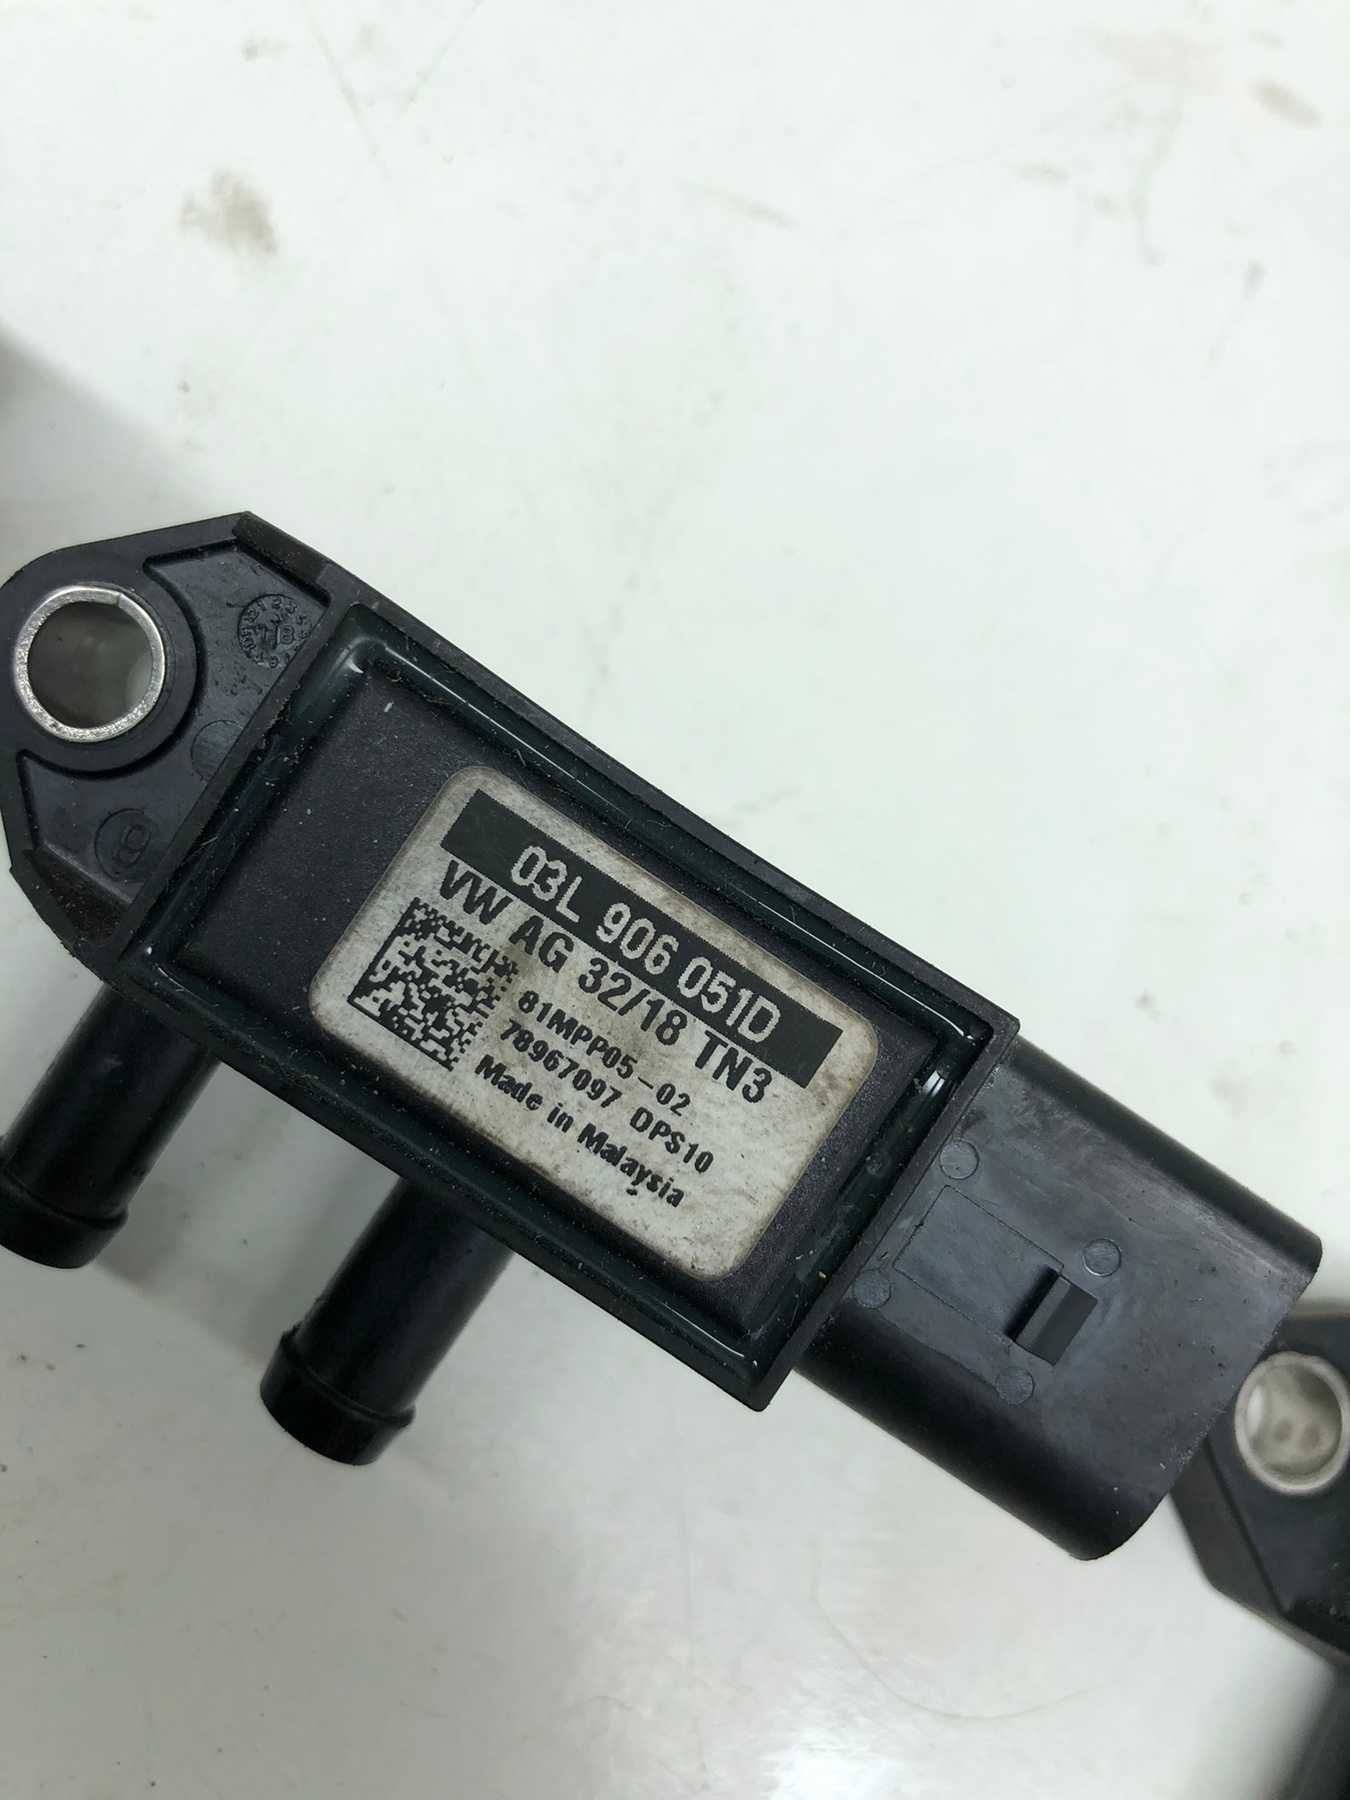 03L 906 051D
VW AG 32/18 TN3
81MPP05-02
78967097 DPS10
Made in Malaysia